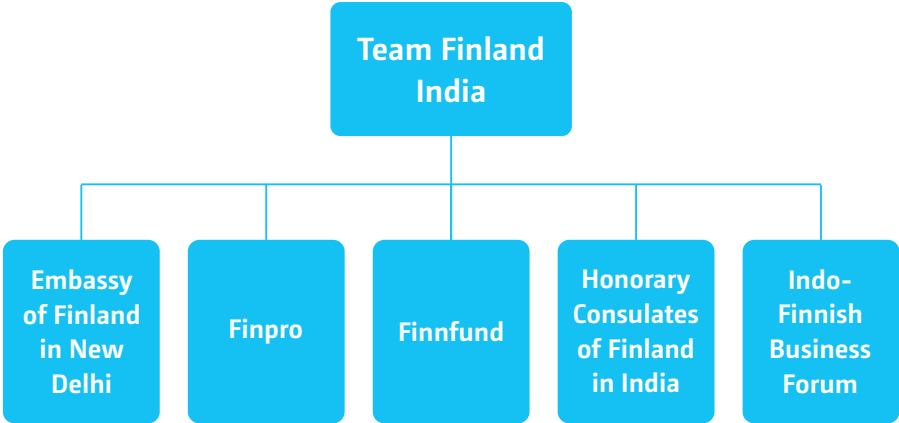 Team Finland
India
Embassy
of Finland
in New
Delhi
Finpro
Finnfund
Honorary
Consulates
of Finland
in India
Indo-
Finnish
Business
Forum